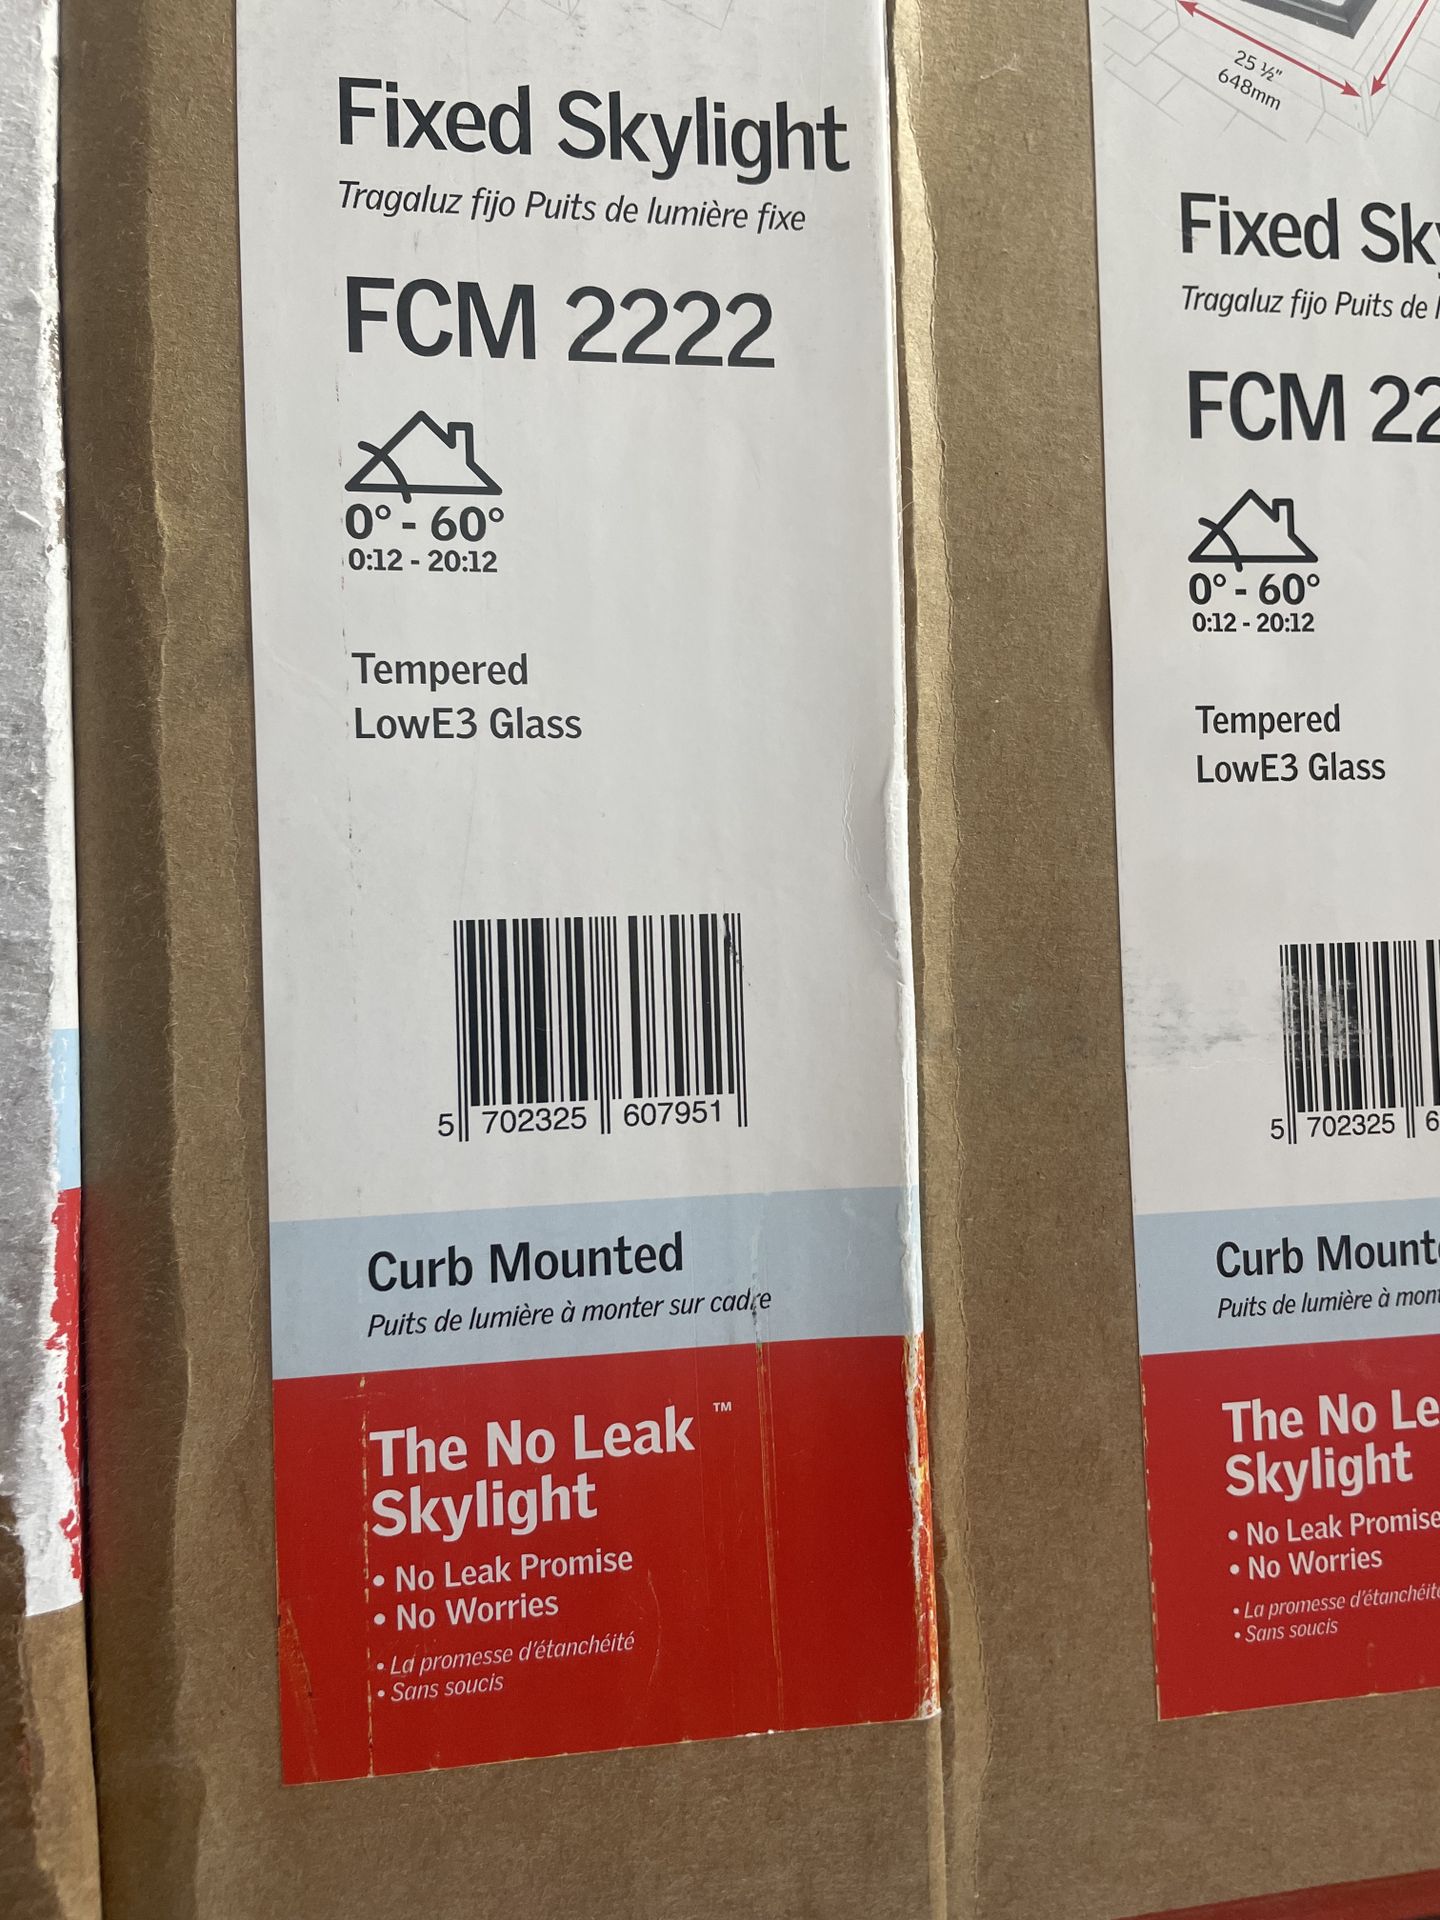 Fixed Skylight
Tragaluz fijo Puits de lumière fixe
FCM 2222
0° - 60°
0:12 - 20:12
Tempered
LowE3 Glass
5 702325 607951
Curb Mounted
Puits de lumière à monter sur cadre
The No Leak ™
Skylight
• No Leak Promise
• No Worries
• La promesse d'étanchéité
• Sans soucis
25 ½"
648mm
Fixed Sky
Tragaluz fijo Puits de l
FCM 22
0° - 60°
0:12 - 20:12
Tempered
LowE3 Glass
5 702325 6
Curb Mount
Puits de lumière à mon
The No Le
Skylight
• No Leak Promise
• No Worries
• La promesse d'étanchéité
• Sans soucis